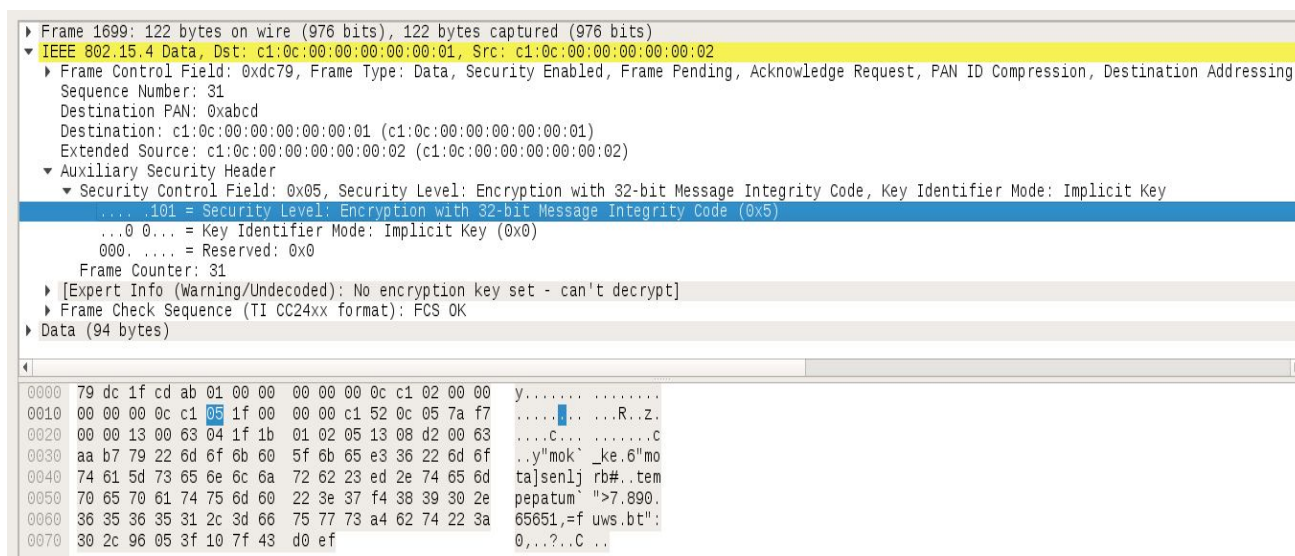 Frame 1699: 122 bytes on wire (976 bits), 122 bytes captured (976 bits)
IEEE 802.15.4 Data, Dst: c1:0c:00:00:00:00:00:01, Src: c1:0c:00:00:00:00:00:02
Frame Control Field: 0xdc79, Frame Type: Data, Security Enabled, Frame Pending, Acknowledge Request, PAN ID Compression, Destination Addressing
Sequence Number: 31
Destination PAN: 0xabcd
Destination: c1:0c:00:00:00:00:00:01 (c1:0c:00:00:00:00:00:01)
Extended Source: c1:0c:00:00:00:00:00:02 (c1:0c:00:00:00:00:00:02)
Auxiliary Security Header
Security Control Field: 0x05, Security Level: Encryption with 32-bit Message Integrity Code, Key Identifier Mode: Implicit Key
.... .101 = Security Level: Encryption with 32-bit Message Integrity Code (0x5)
...0 0... = Key Identifier Mode: Implicit Key (0x0)
000. .... = Reserved: 0x0
Frame Counter: 31
[Expert Info (Warning/Undecoded): No encryption key set - can't decrypt]
Frame Check Sequence (TI CC24xx format): FCS OK
Data (94 bytes)
0000 79 dc 1f cd ab 01 00 00 00 00 00 0c c1 02 00 00 y....... ........
0010 00 00 00 0c c1 05 1f 00 00 00 c1 52 0c 05 7a f7 ........ ...R..z.
0020 00 00 13 00 63 04 1f 1b 01 02 05 13 08 d2 00 63 ....c... .......c
0030 aa b7 79 22 6d 6f 6b 60 5f 6b 65 e3 36 22 6d 6f ..y"mok` _ke.6"mo
0040 74 61 5d 73 65 6e 6c 6a 72 62 23 ed 2e 74 65 6d ta]senlj rb#..tem
0050 70 65 70 61 74 75 6d 60 22 3e 37 f4 38 39 30 2e pepatum` ">7.890.
0060 36 35 36 35 31 2c 3d 66 75 77 73 a4 62 74 22 3a 65651,=f uws.bt":
0070 30 2c 96 05 3f 10 7f 43 d0 ef 0,..?..C ..